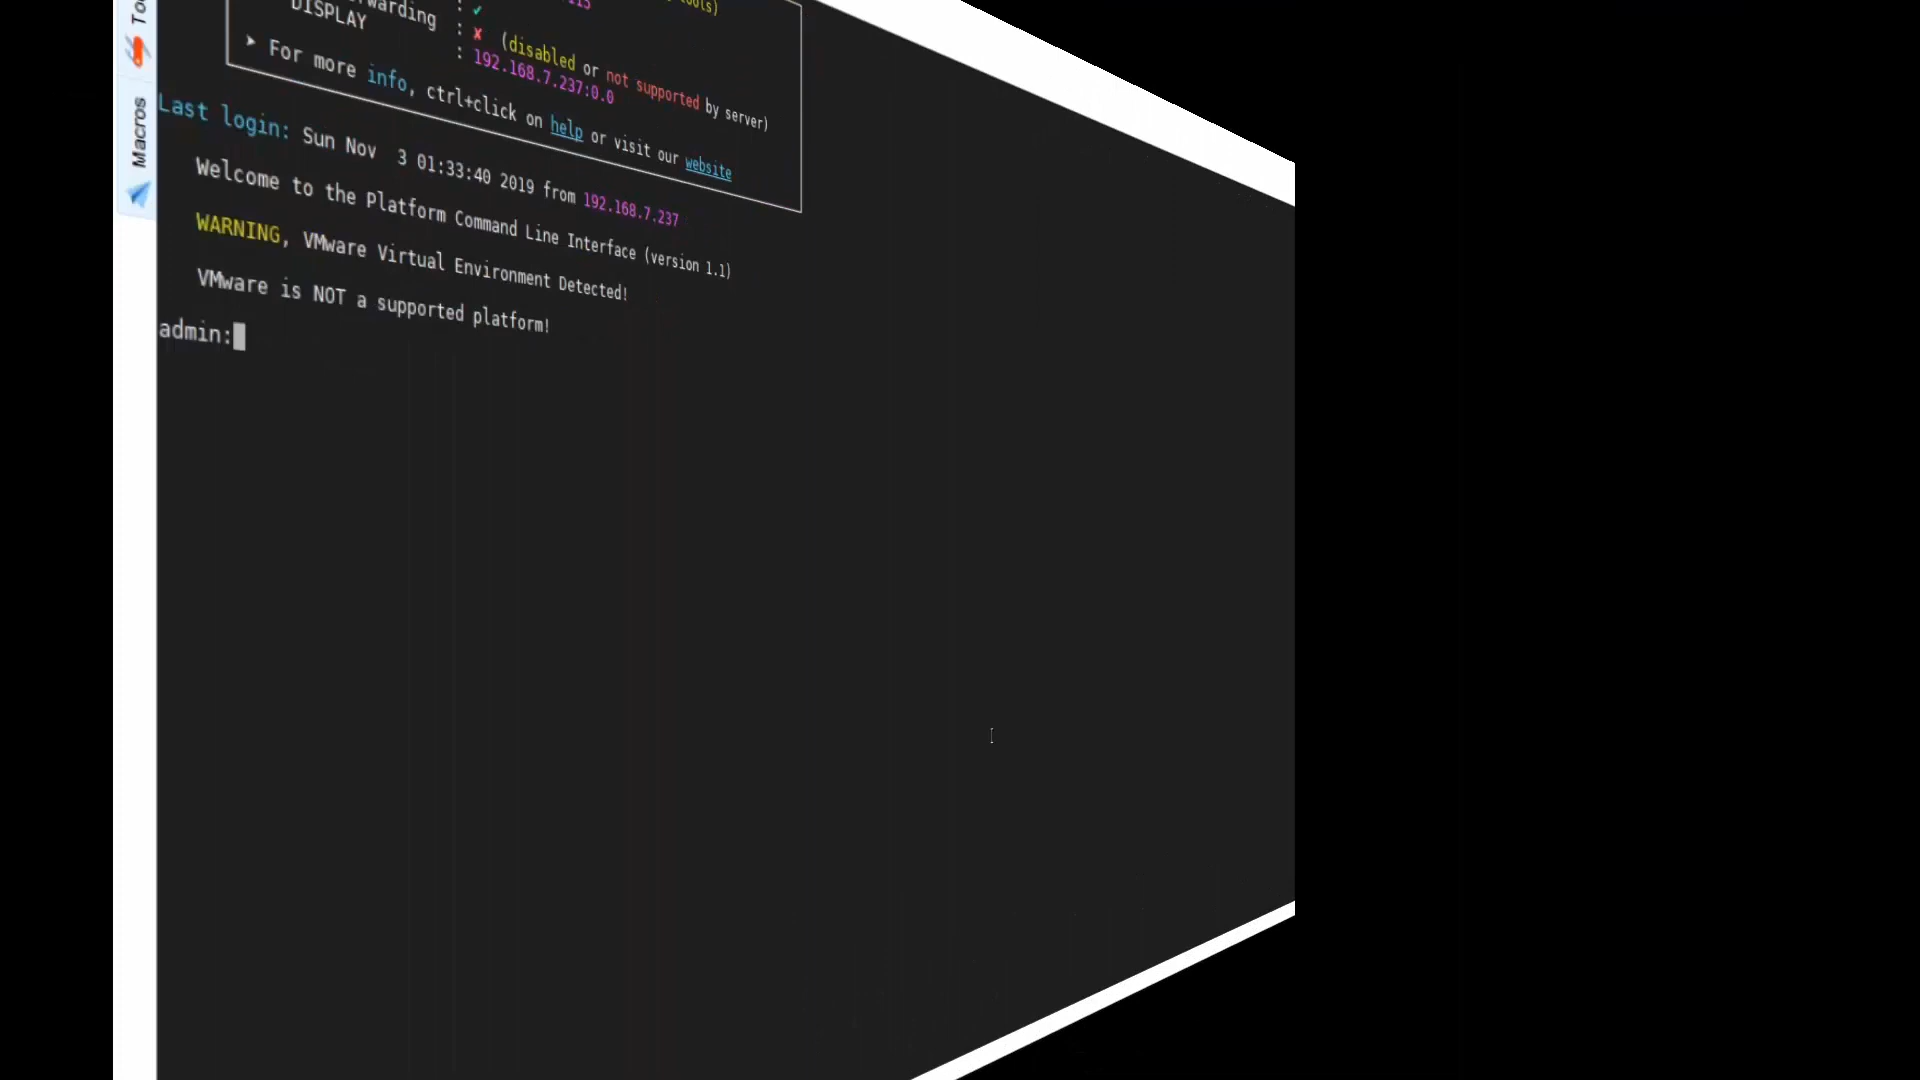 : ✓
: ✗ (disabled or not supported by server)
DISPLAY : 192.168.7.237:0.0
➤ For more info, ctrl+click on help or visit our website
Last login: Sun Nov  3 01:33:40 2019 from 192.168.7.237
Welcome to the Platform Command Line Interface (version 1.1)
WARNING, VMware Virtual Environment Detected!
VMware is NOT a supported platform!
admin:
Macros